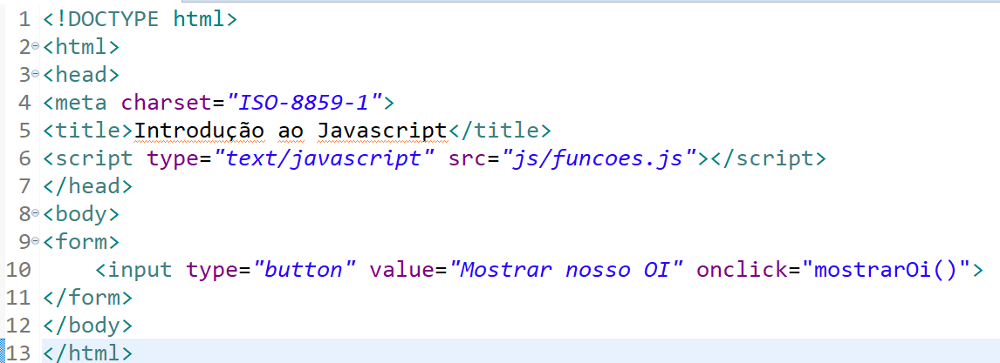 1 <!DOCTYPE html>
2 <html>
3 <head>
4 <meta charset="ISO-8859-1">
5 <title>Introdução ao Javascript</title>
6 <script type="text/javascript" src="js/funcoes.js"></script>
7 </head>
8 <body>
9 <form>
10     <input type="button" value="Mostrar nosso OI" onclick="mostrarOi()">
11 </form>
12 </body>
13 </html>